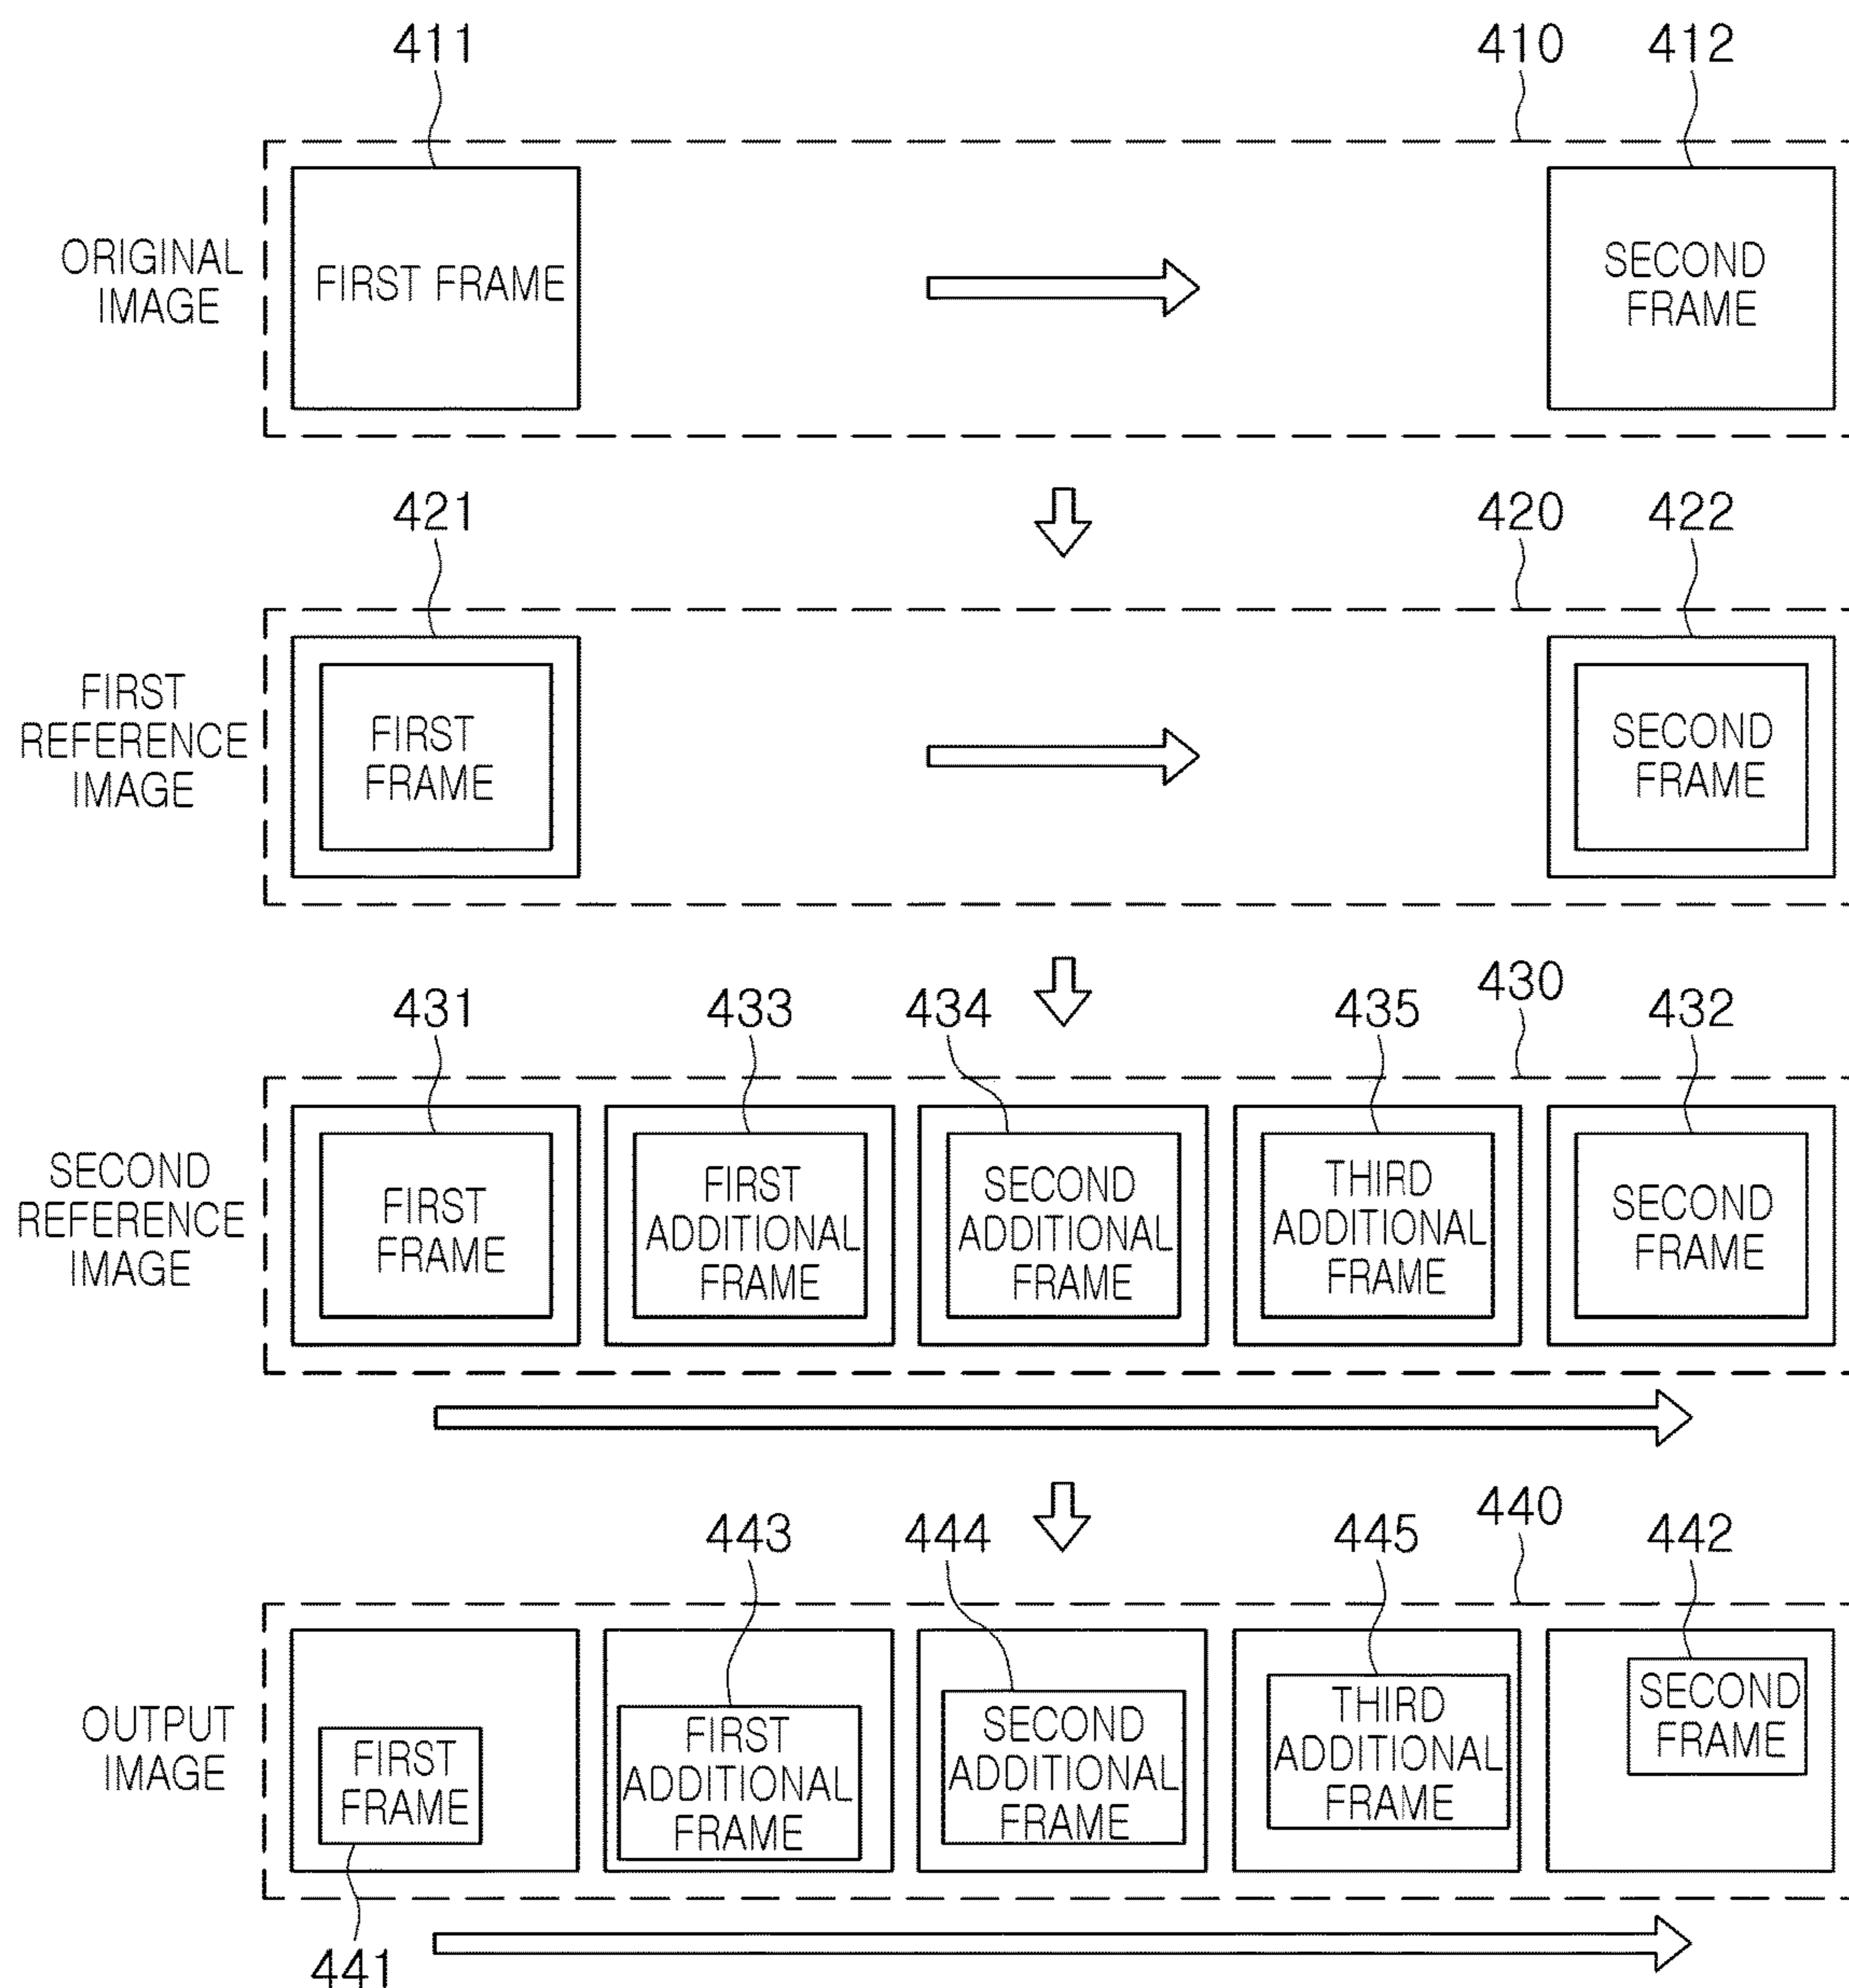 411
410
412
ORIGINAL
IMAGE
FIRST FRAME
SECOND
FRAME
421
420
422
FIRST
REFERENCE
IMAGE
FIRST
FRAME
SECOND
FRAME
431
433
434
435
430
432
SECOND
REFERENCE
IMAGE
FIRST
FRAME
FIRST
ADDITIONAL
FRAME
SECOND
ADDITIONAL
FRAME
THIRD
ADDITIONAL
FRAME
SECOND
FRAME
443
444
445
440
442
OUTPUT
IMAGE
FIRST
FRAME
FIRST
ADDITIONAL
FRAME
SECOND
ADDITIONAL
FRAME
THIRD
ADDITIONAL
FRAME
SECOND
FRAME
441